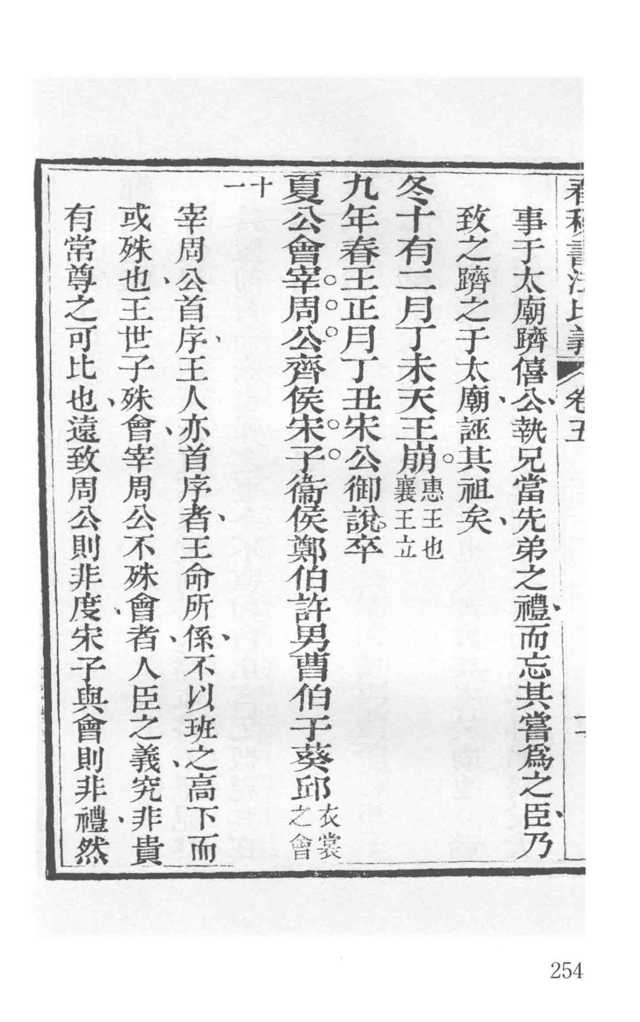 春秋書法比義 卷五
事于太廟躋僖公執兄當先弟之禮而忘其嘗爲之臣乃
致之躋之于太廟誣其祖矣
冬十有二月丁未天王崩惠王也襄王立
九年春王正月丁丑宋公御說卒
夏公會宰周公齊侯宋子衞侯鄭伯許男曹伯于葵邱衣裳之會
十一
宰周公首序王人亦首序者王命所係不以班之高下而
或殊也王世子殊會宰周公不殊會者人臣之義究非貴
有常尊之可比也遠致周公則非度宋子與會則非禮然
254